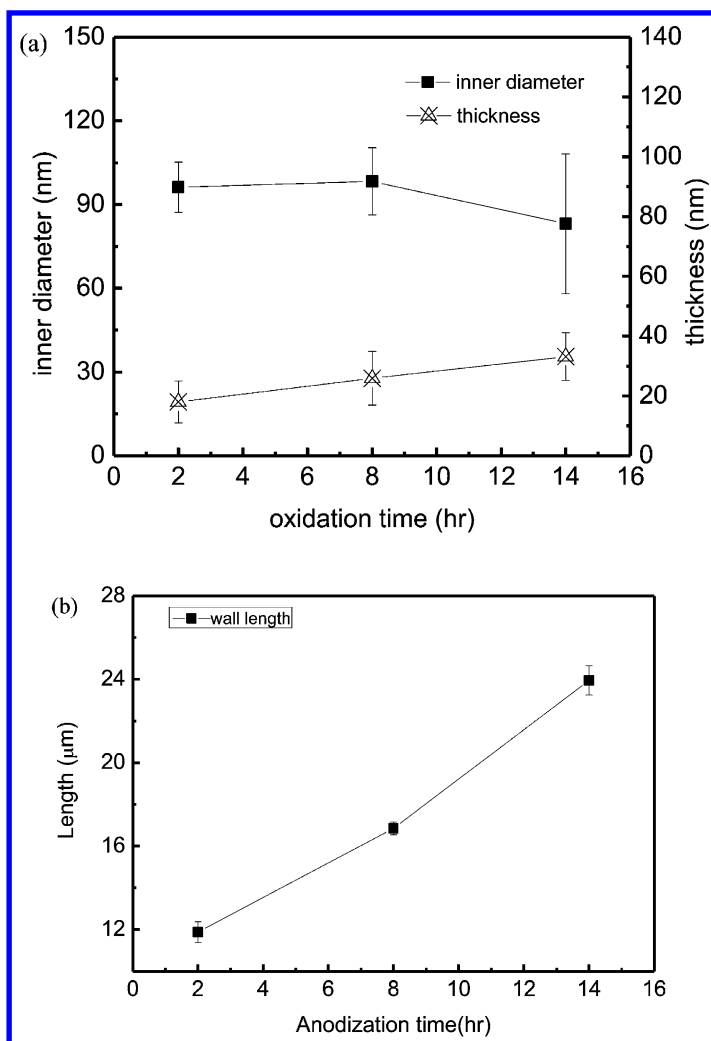 (a)
150
120
90
60
30
0
inner diameter (nm)
inner diameter
thickness
140
120
100
80
60
40
20
0
thickness (nm)
0 2 4 6 8 10 12 14 16
oxidation time (hr)
(b)
28
24
20
16
12
Length (μm)
wall length
0 2 4 6 8 10 12 14 16
Anodization time(hr)